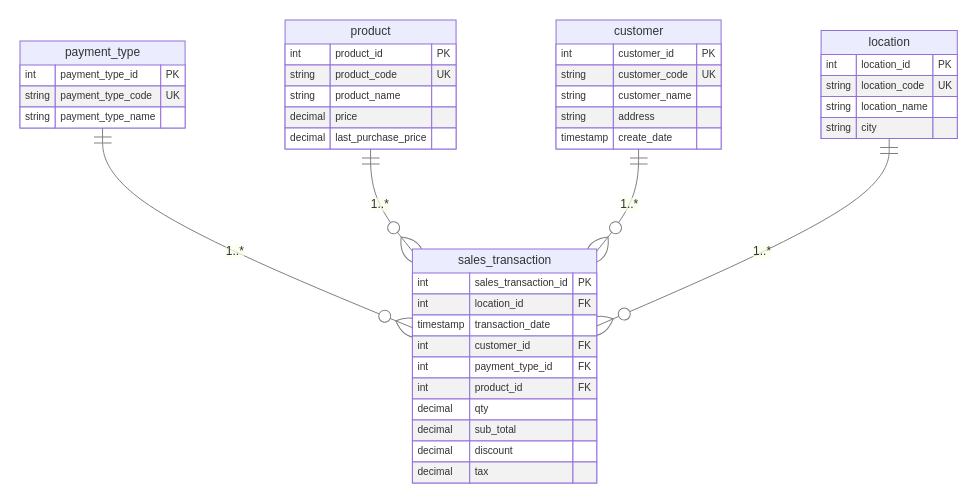 payment_type
int payment_type_id PK
string payment_type_code UK
string payment_type_name
product
int product_id PK
string product_code UK
string product_name
decimal price
decimal last_purchase_price
customer
int customer_id PK
string customer_code UK
string customer_name
string address
timestamp create_date
location
int location_id PK
string location_code UK
string location_name
string city
1..*
1..*
1..*
1..*
sales_transaction
int sales_transaction_id PK
int location_id FK
timestamp transaction_date
int customer_id FK
int payment_type_id FK
int product_id FK
decimal qty
decimal sub_total
decimal discount
decimal tax